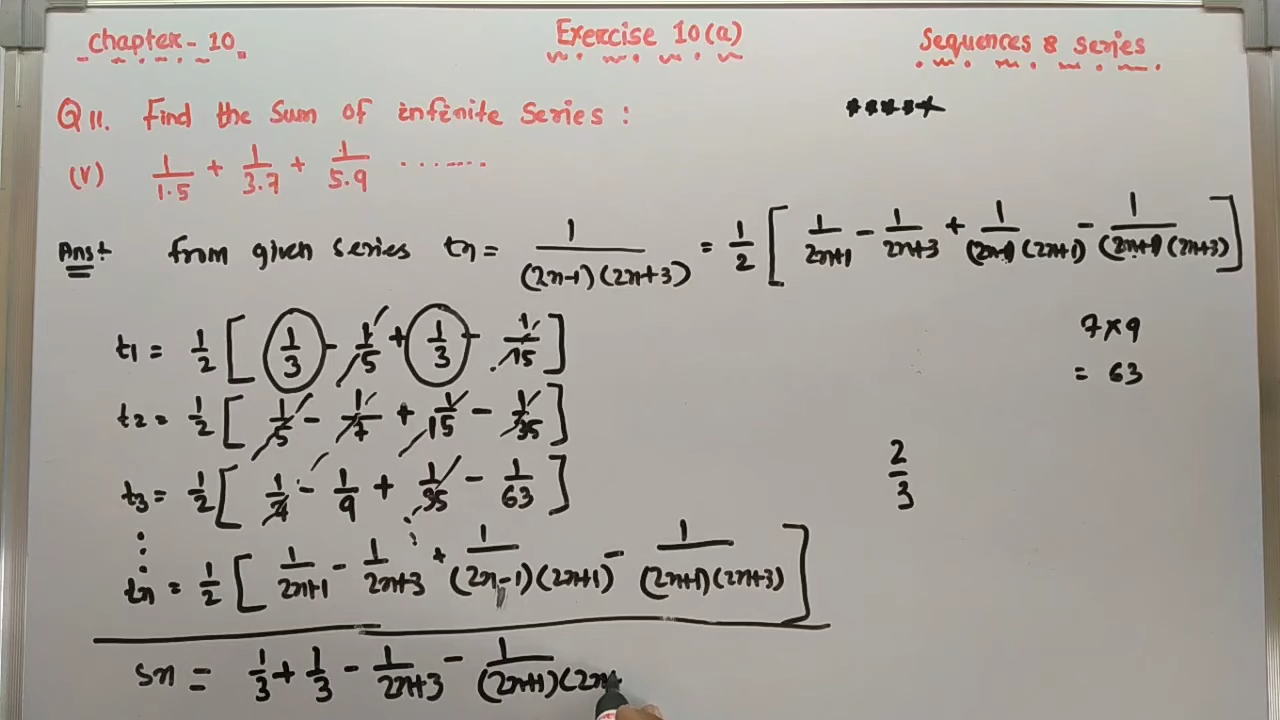 Chapter-10. Exercise 10(a) Sequences & Series
Q11. Find the Sum of infinite Series : *****
(V) 1/1.5 + 1/3.7 + 1/5.9 .......
Ans:- from given series tn = 1/(2n-1)(2n+3) = 1/2 [ 1/2n+1 - 1/2n+3 + 1/(2n-1)(2n+1) - 1/(2n+1)(2n+3) ]
t1 = 1/2 [ 1/3 - 1/5 + 1/3 - 1/15 ] 7×9
= 63
t2 = 1/2 [ 1/5 - 1/7 + 1/15 - 1/35 ]
t3 = 1/2 [ 1/7 - 1/9 + 1/35 - 1/63 ] 2/3
tn = 1/2 [ 1/2n+1 - 1/2n+3 + 1/(2n-1)(2n+1) - 1/(2n+1)(2n+3) ]
Sn = 1/3 + 1/3 - 1/2n+3 - 1/(2n+1)(2n+